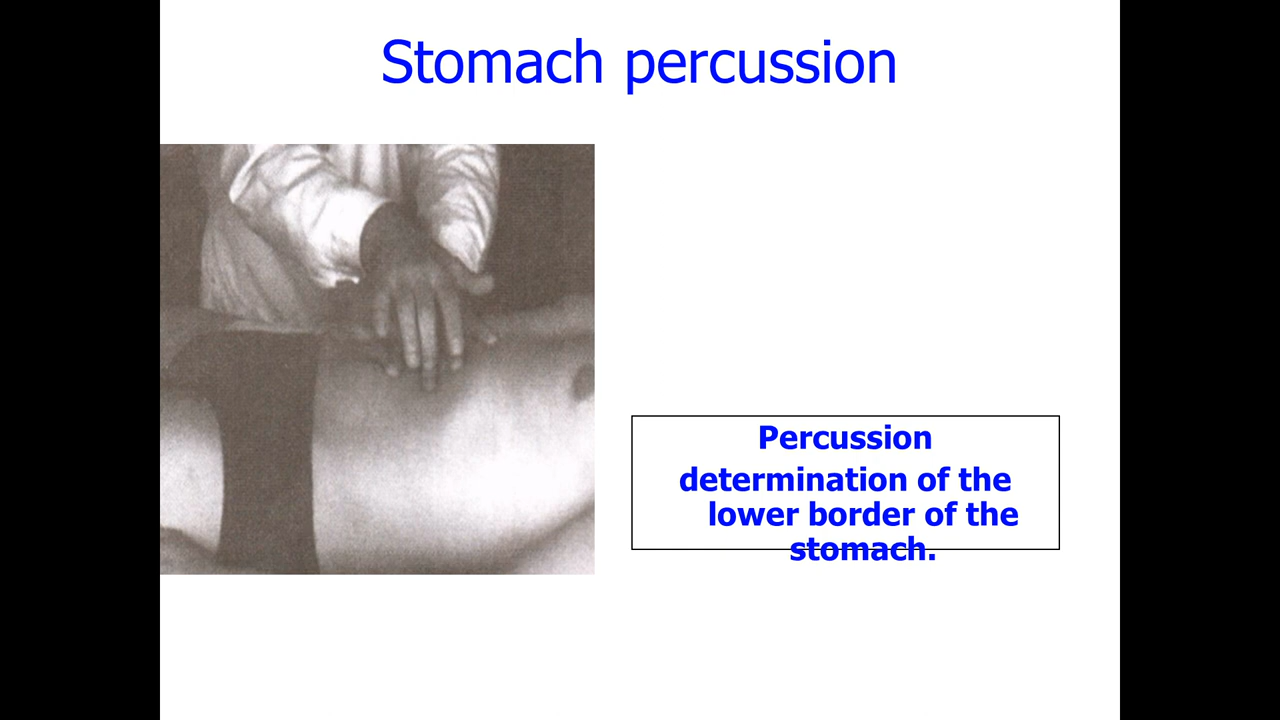 Stomach percussion
Percussion
determination of the
lower border of the
stomach.